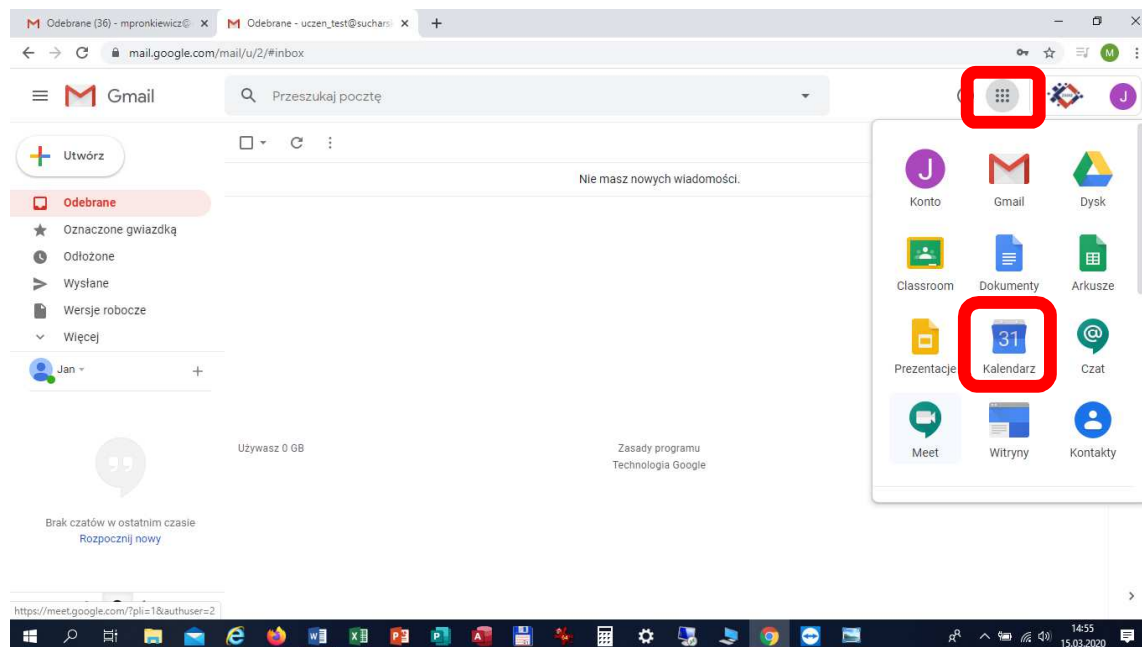 Odebrane (36) - mpronkiewicz@
Odebrane - uczen_test@suchars
mail.google.com/mail/u/2/#inbox
M
Gmail
Przeszukaj pocztę
J
Utwórz
Nie masz nowych wiadomości.
Odebrane
Oznaczone gwiazdką
Odłożone
Wysłane
Wersje robocze
Więcej
Jan
J
Konto
Gmail
Dysk
Classroom
Dokumenty
Arkusze
31
Prezentacje
Kalendarz
Czat
Meet
Witryny
Kontakty
Używasz 0 GB
Zasady programu
Technologia Google
Brak czatów w ostatnim czasie
Rozpocznij nowy
https://meet.google.com/?pli=1&authuser=2
14:55
15.03.2020